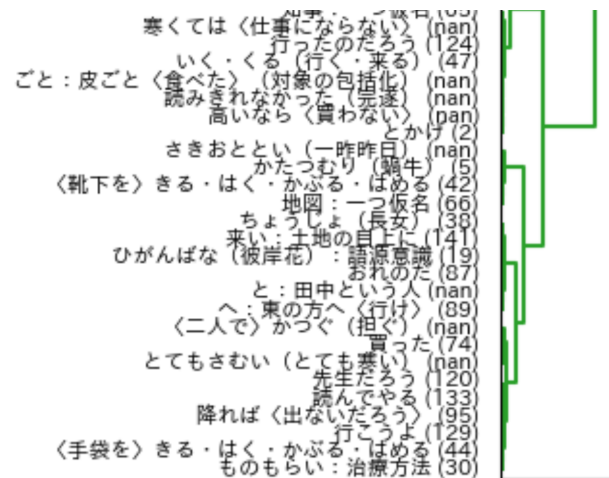 知事：一つ仮名 (65)
寒くては〈仕事にならない〉 (nan)
行ったのだろう (124)
いく・くる（行く・来る） (47)
ごと：皮ごと〈食べた〉（対象の包括化） (nan)
読みきれなかった（完遂） (nan)
高いなら〈買わない〉 (nan)
とかげ (2)
さきおととい（一昨昨日） (nan)
かたつむり（蝸牛） (5)
〈靴下を〉きる・はく・かぶる・はめる (42)
地図：一つ仮名 (66)
ちょうじょ（長女） (38)
来い：土地の目上に (141)
ひがんばな（彼岸花）：語源意識 (19)
おれのだ (87)
と：田中という人 (nan)
へ：東の方へ〈行け〉 (89)
〈二人で〉かつぐ（担ぐ） (nan)
買った (74)
とてもさむい（とても寒い） (nan)
先生だろう (120)
読んでやる (133)
降れば〈出ないだろう〉 (95)
行こうよ (129)
〈手袋を〉きる・はく・かぶる・はめる (44)
ものもらい：治療方法 (30)